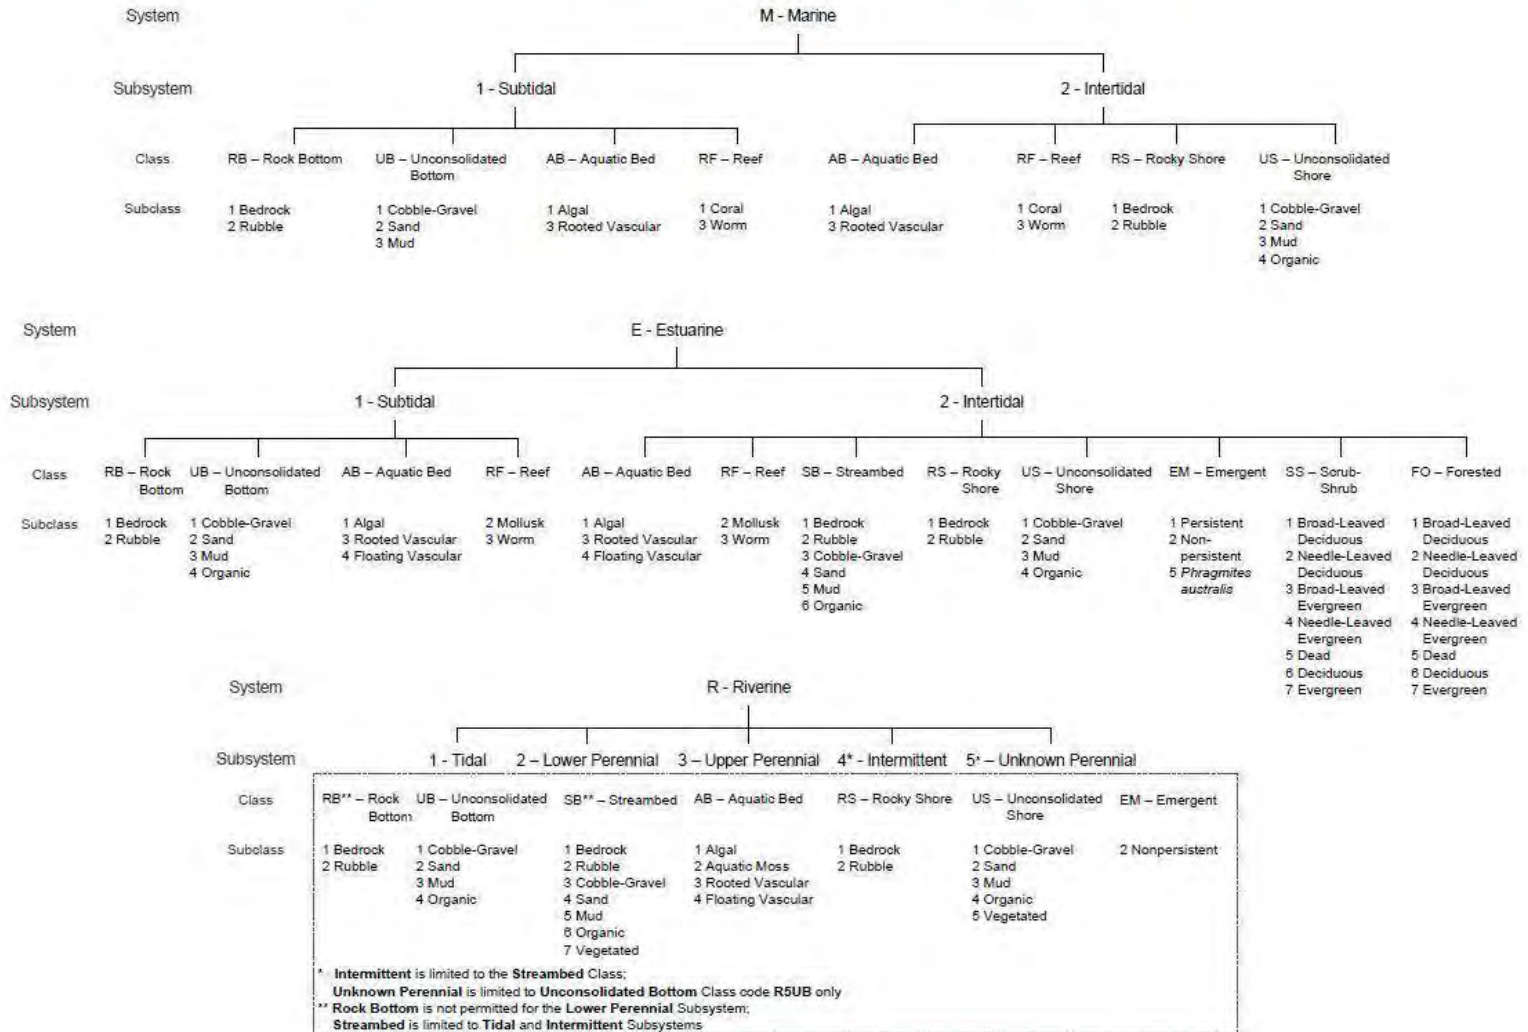 System
M - Marine
Subsystem
1 - Subtidal
2 - Intertidal
Class
RB – Rock Bottom
UB – Unconsolidated
Bottom
AB – Aquatic Bed
RF – Reef
AB – Aquatic Bed
RF – Reef
RS – Rocky Shore
US – Unconsolidated
Shore
Subclass
1 Bedrock
2 Rubble
1 Cobble-Gravel
2 Sand
3 Mud
1 Algal
3 Rooted Vascular
1 Coral
3 Worm
1 Algal
3 Rooted Vascular
1 Coral
3 Worm
1 Bedrock
2 Rubble
1 Cobble-Gravel
2 Sand
3 Mud
4 Organic
System
E - Estuarine
Subsystem
1 - Subtidal
2 - Intertidal
Class
RB – Rock
Bottom
UB – Unconsolidated
Bottom
AB – Aquatic Bed
RF – Reef
AB – Aquatic Bed
RF – Reef
SB – Streambed
RS – Rocky
Shore
US – Unconsolidated
Shore
EM – Emergent
SS – Scrub-
Shrub
FO – Forested
Subclass
1 Bedrock
2 Rubble
1 Cobble-Gravel
2 Sand
3 Mud
4 Organic
1 Algal
3 Rooted Vascular
4 Floating Vascular
2 Mollusk
3 Worm
1 Algal
3 Rooted Vascular
4 Floating Vascular
2 Mollusk
3 Worm
1 Bedrock
2 Rubble
3 Cobble-Gravel
4 Sand
5 Mud
6 Organic
1 Bedrock
2 Rubble
1 Cobble-Gravel
2 Sand
3 Mud
4 Organic
1 Persistent
2 Non-
persistent
5 Phragmites
australis
1 Broad-Leaved
Deciduous
2 Needle-Leaved
Deciduous
3 Broad-Leaved
Evergreen
4 Needle-Leaved
Evergreen
5 Dead
6 Deciduous
7 Evergreen
1 Broad-Leaved
Deciduous
2 Needle-Leaved
Deciduous
3 Broad-Leaved
Evergreen
4 Needle-Leaved
Evergreen
5 Dead
6 Deciduous
7 Evergreen
System
R - Riverine
Subsystem
1 - Tidal
2 – Lower Perennial
3 – Upper Perennial
4* - Intermittent
5* – Unknown Perennial
Class
RB** – Rock
Bottom
UB – Unconsolidated
Bottom
SB** – Streambed
AB – Aquatic Bed
RS – Rocky Shore
US – Unconsolidated
Shore
EM – Emergent
Subclass
1 Bedrock
2 Rubble
1 Cobble-Gravel
2 Sand
3 Mud
4 Organic
1 Bedrock
2 Rubble
3 Cobble-Gravel
4 Sand
5 Mud
6 Organic
7 Vegetated
1 Algal
2 Aquatic Moss
3 Rooted Vascular
4 Floating Vascular
1 Bedrock
2 Rubble
1 Cobble-Gravel
2 Sand
3 Mud
4 Organic
5 Vegetated
2 Nonpersistent
* Intermittent is limited to the Streambed Class;
Unknown Perennial is limited to Unconsolidated Bottom Class code R5UB only
** Rock Bottom is not permitted for the Lower Perennial Subsystem;
Streambed is limited to Tidal and Intermittent Subsystems